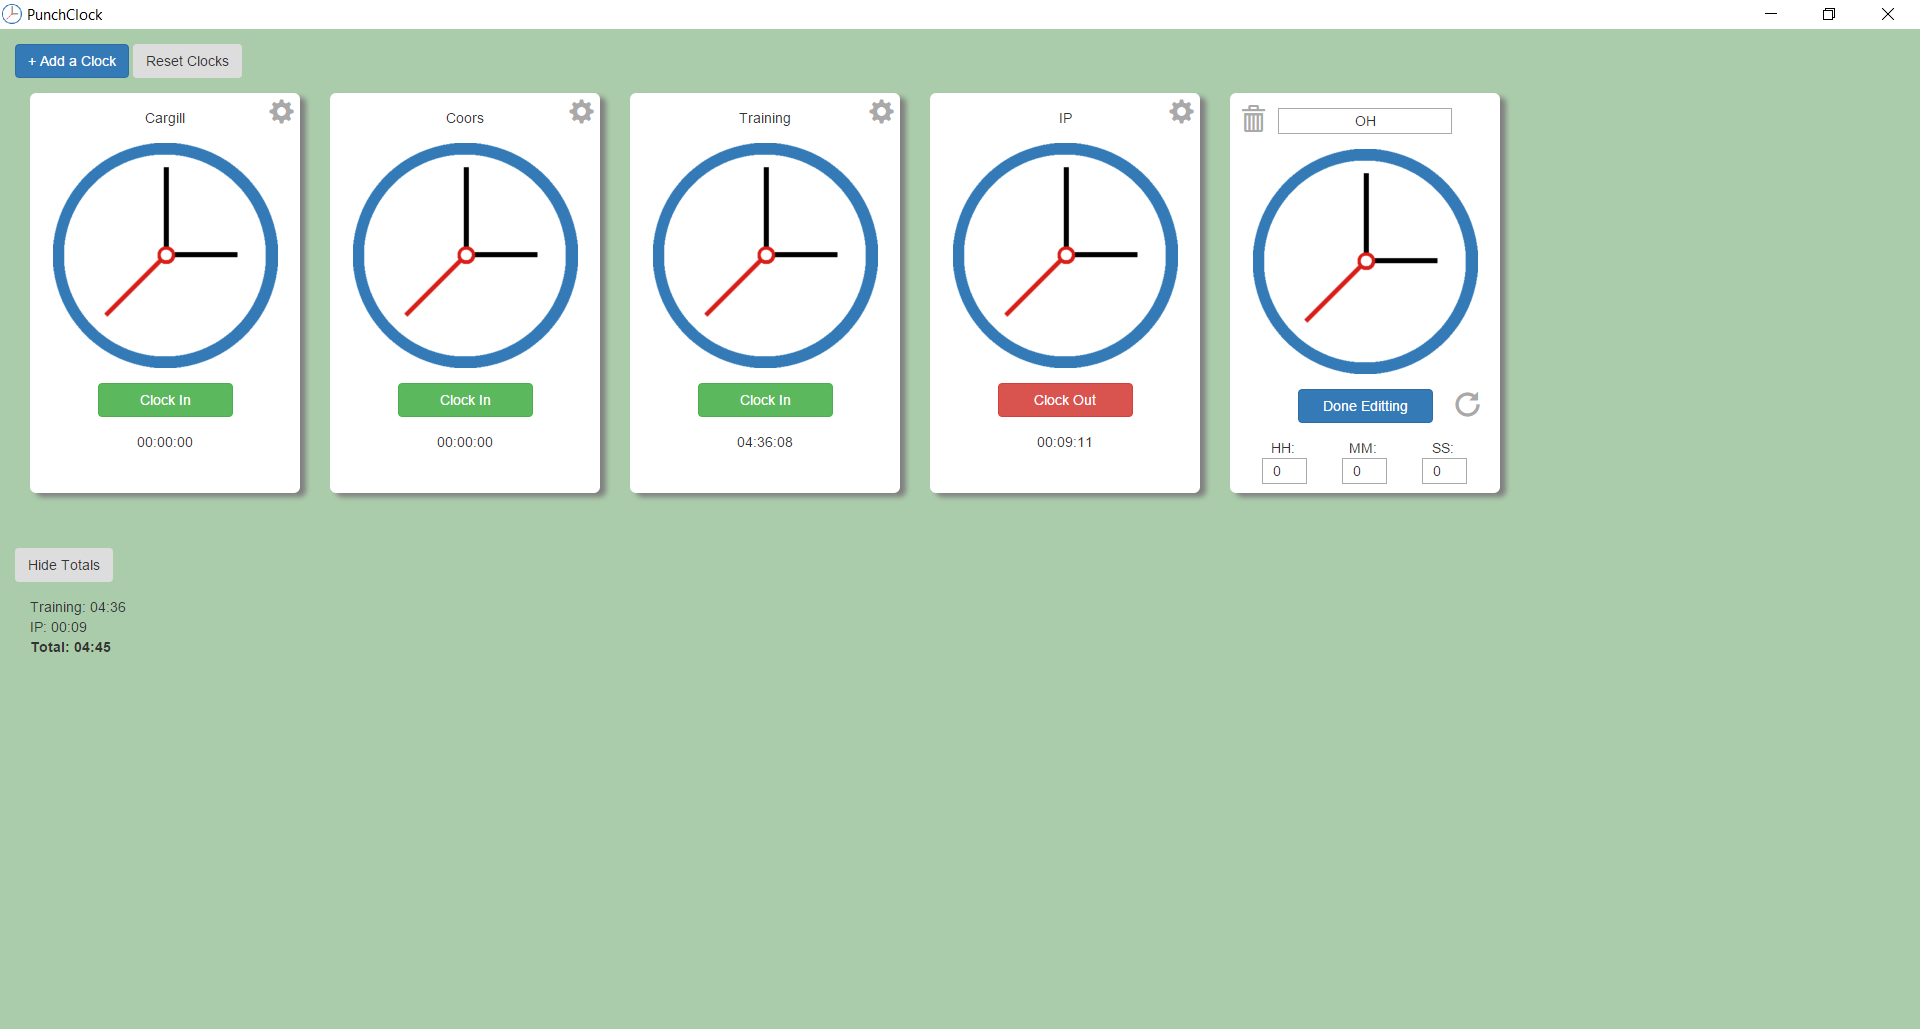 PunchClock
+ Add a Clock
Reset Clocks
Cargill
Clock In
00:00:00
Coors
Clock In
00:00:00
Training
Clock In
04:36:08
IP
Clock Out
00:09:11
OH
Done Editting
HH: MM: SS:
0 0 0
Hide Totals
Training: 04:36
IP: 00:09
Total: 04:45